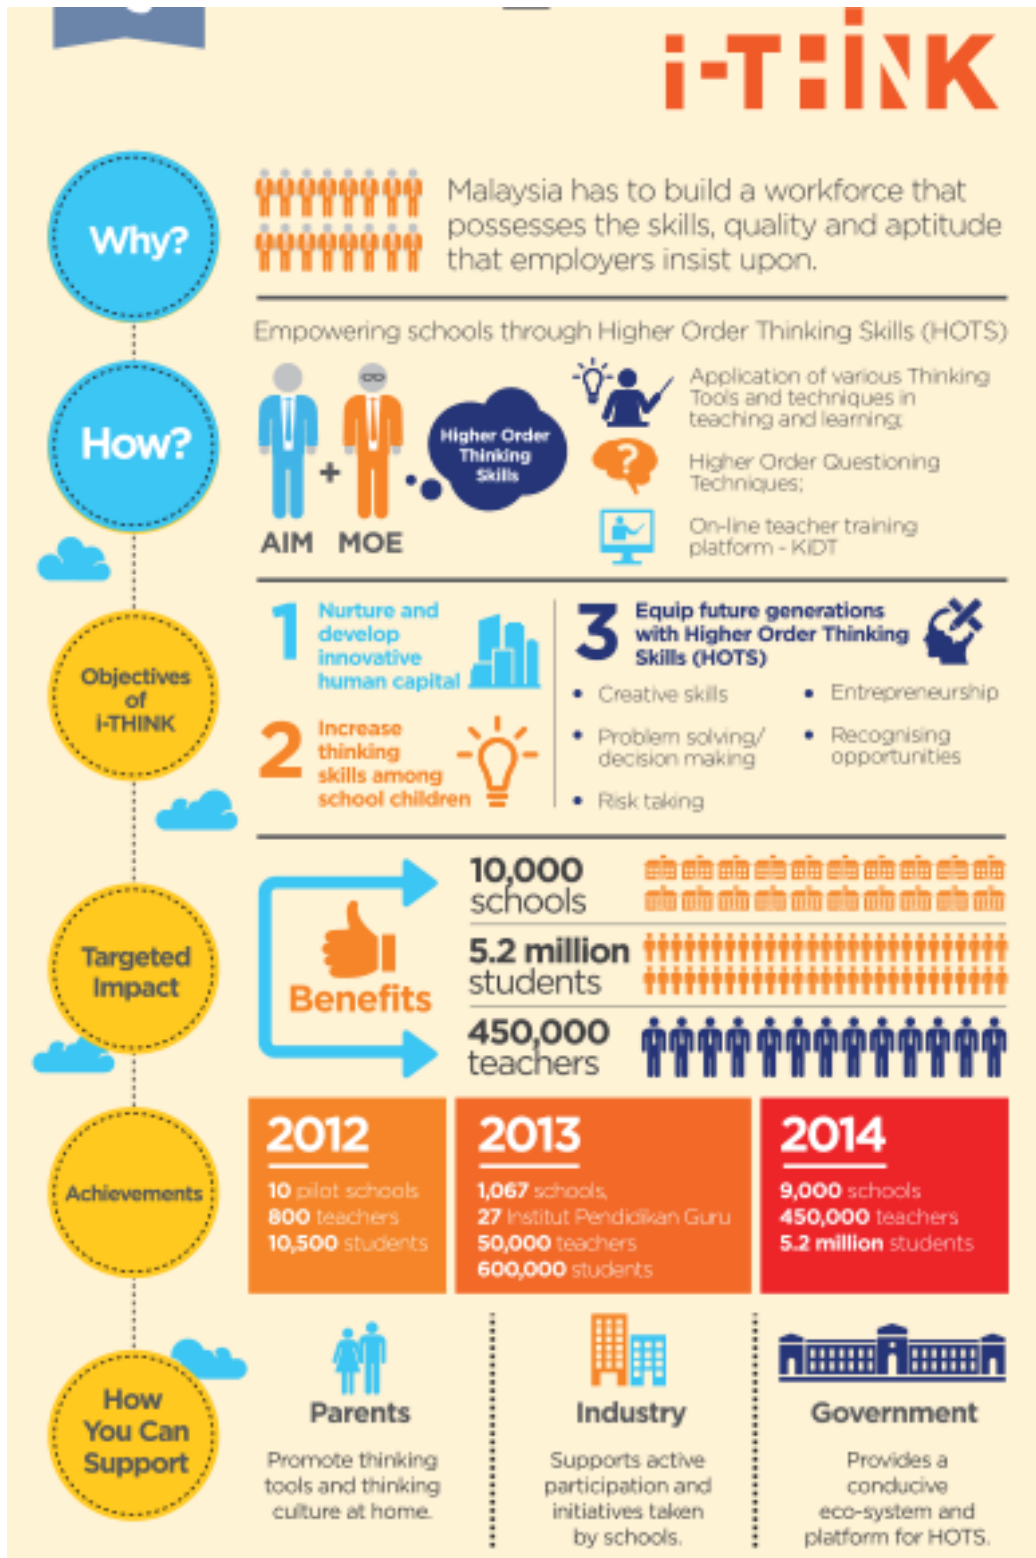 i-THiNK
Why?
Malaysia has to build a workforce that
possesses the skills, quality and aptitude
that employers insist upon.
How?
Empowering schools through Higher Order Thinking Skills (HOTS)
AIM + MOE
Higher Order
Thinking
Skills
Application of various Thinking
Tools and techniques in
teaching and learning;
?
Higher Order Questioning
Techniques;
On-line teacher training
platform - KiDT
Objectives
of
i-THINK
1
Nurture and
develop
innovative
human capital
2
Increase
thinking
skills among
school children
3
Equip future generations
with Higher Order Thinking
Skills (HOTS)
• Creative skills
• Problem solving/
decision making
• Risk taking
• Entrepreneurship
• Recognising
opportunities
Targeted
Impact
Benefits
10,000
schools
5.2 million
students
450,000
teachers
Achievements
2012
10 pilot schools
800 teachers
10,500 students
2013
1,067 schools,
27 Institut Pendidikan Guru
50,000 teachers
600,000 students
2014
9,000 schools
450,000 teachers
5.2 million students
How
You Can
Support
Parents
Promote thinking
tools and thinking
culture at home.
Industry
Supports active
participation and
initiatives taken
by schools.
Government
Provides a
conducive
eco-system and
platform for HOTS.